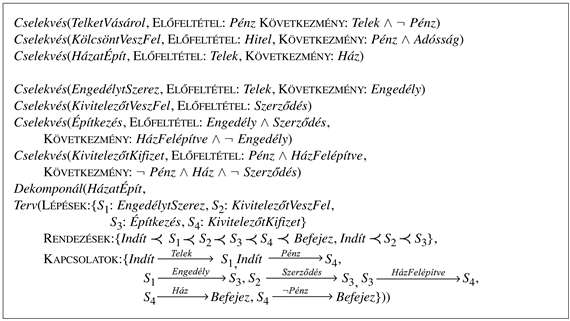 Cselekvés(TelketVásárol, ELŐFELTÉTEL: Pénz KÖVETKEZMÉNY: Telek ∧ ¬ Pénz)
Cselekvés(KölcsöntVeszFel, ELŐFELTÉTEL: Hitel, KÖVETKEZMÉNY: Pénz ∧ Adósság)
Cselekvés(HázatÉpít, ELŐFELTÉTEL: Telek, KÖVETKEZMÉNY: Ház)
Cselekvés(EngedélytSzerez, ELŐFELTÉTEL: Telek, KÖVETKEZMÉNY: Engedély)
Cselekvés(KivitelezőtVeszFel, ELŐFELTÉTEL: Szerződés)
Cselekvés(Építkezés, ELŐFELTÉTEL: Engedély ∧ Szerződés,
KÖVETKEZMÉNY: HázFelépítve ∧ ¬ Engedély)
Cselekvés(KivitelezőtKifizet, ELŐFELTÉTEL: Pénz ∧ HázFelépítve,
KÖVETKEZMÉNY: ¬ Pénz ∧ Ház ∧ ¬ Szerződés)
Dekomponál(HázatÉpít,
Terv(LÉPÉSEK:{S₁: EngedélytSzerez, S₂: KivitelezőtVeszFel,
S₃: Építkezés, S₄: KivitelezőtKifizet}
RENDEZÉSEK:{Indít ≺ S₁ ≺ S₂ ≺ S₃ ≺ S₄ ≺ Befejez, Indít ≺ S₂ ≺ S₃},
KAPCSOLATOK:{Indít —Telek→ S₁, Indít —Pénz→ S₄,
S₁ —Engedély→ S₃, S₂ —Szerződés→ S₃, S₃ —HázFelépítve→ S₄,
S₄ —Ház→ Befejez, S₄ —¬Pénz→ Befejez}))